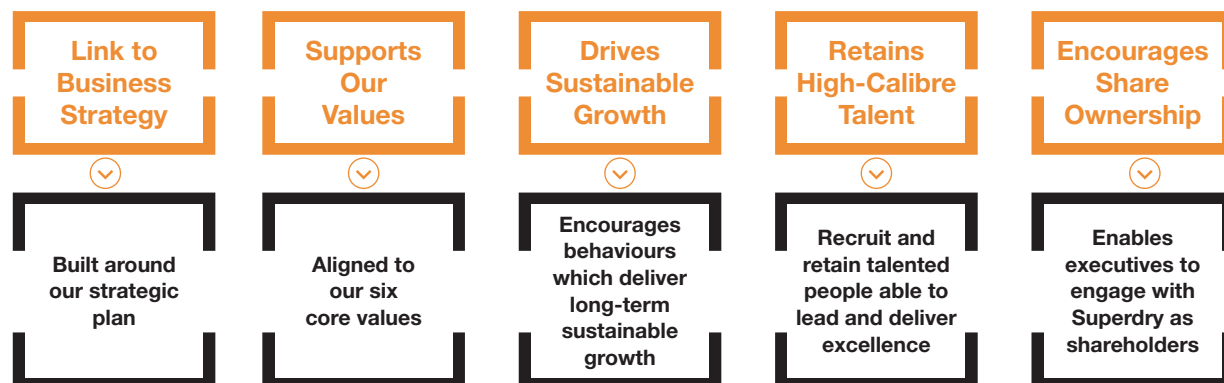 Link to
Business
Strategy
Supports
Our
Values
Drives
Sustainable
Growth
Retains
High-Calibre
Talent
Encourages
Share
Ownership
Built around
our strategic
plan
Aligned to
our six
core values
Encourages
behaviours
which deliver
long-term
sustainable
growth
Recruit and
retain talented
people able to
lead and deliver
excellence
Enables
executives to
engage with
Superdry as
shareholders